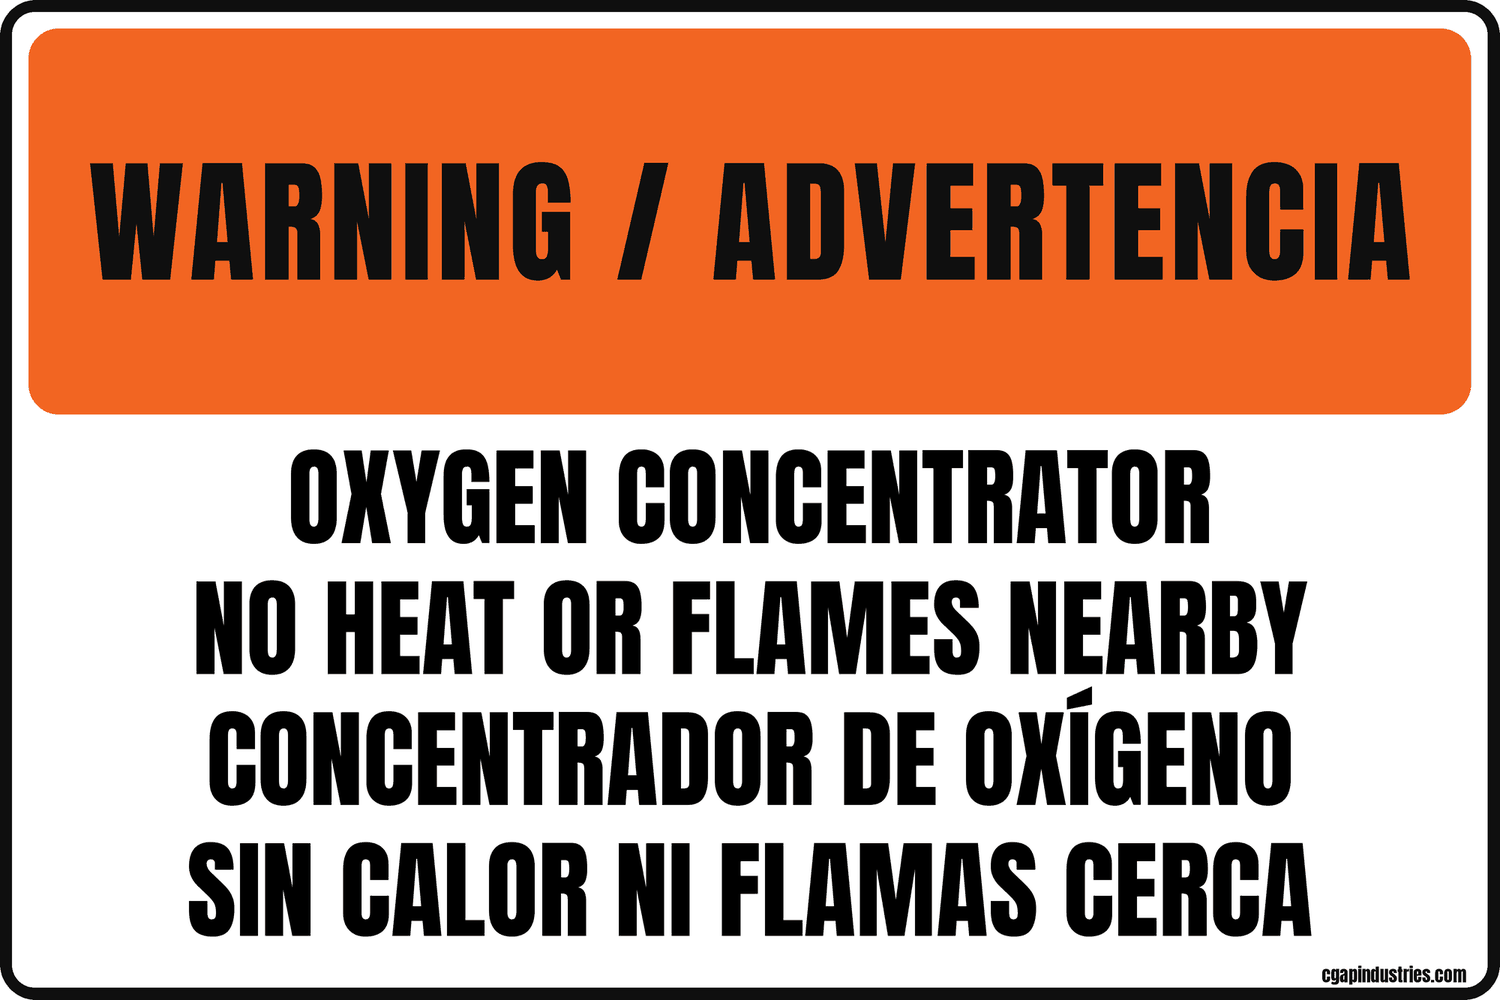 WARNING / ADVERTENCIA
OXYGEN CONCENTRATOR
NO HEAT OR FLAMES NEARBY
CONCENTRADOR DE OXÍGENO
SIN CALOR NI FLAMAS CERCA
cgapindustries.com